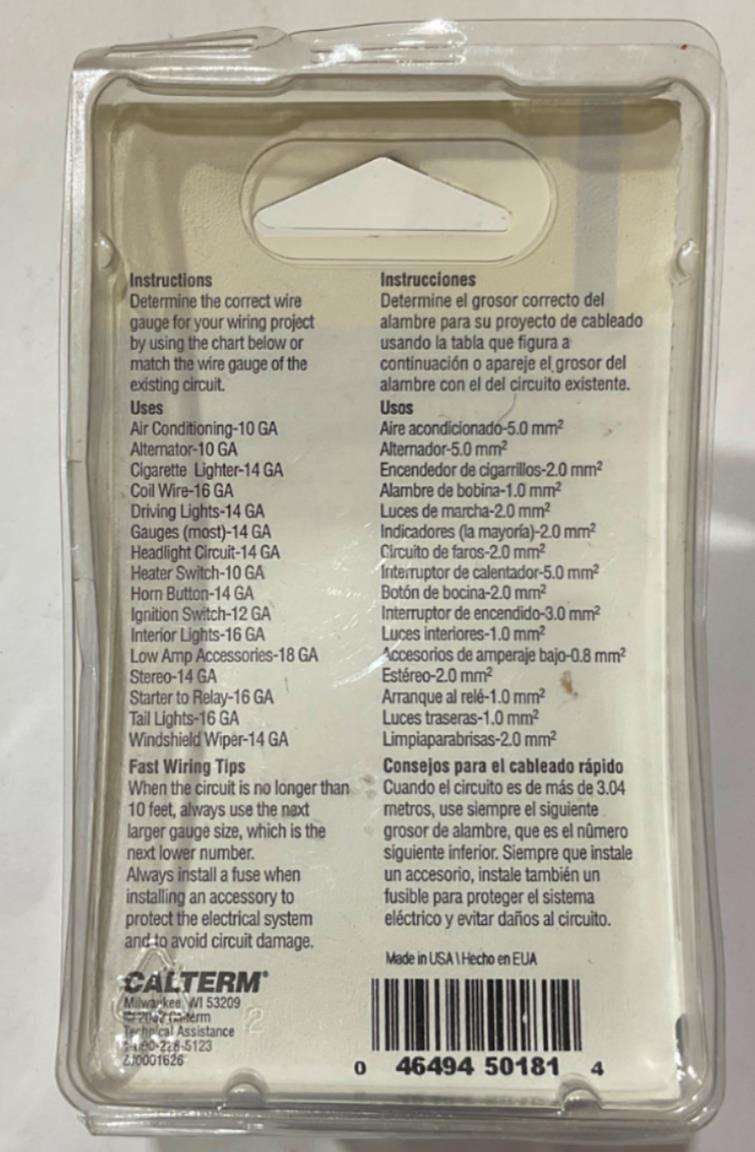 Instructions
Determine the correct wire
gauge for your wiring project
by using the chart below or
match the wire gauge of the
existing circuit.
Uses
Air Conditioning-10 GA
Alternator-10 GA
Cigarette Lighter-14 GA
Coil Wire-16 GA
Driving Lights-14 GA
Gauges (most)-14 GA
Headlight Circuit-14 GA
Heater Switch-10 GA
Horn Button-14 GA
Ignition Switch-12 GA
Interior Lights-16 GA
Low Amp Accessories-18 GA
Stereo-14 GA
Starter to Relay-16 GA
Tail Lights-16 GA
Windshield Wiper-14 GA
Fast Wiring Tips
When the circuit is no longer than
10 feet, always use the next
larger gauge size, which is the
next lower number.
Always install a fuse when
installing an accessory to
protect the electrical system
and to avoid circuit damage.
CALTERM®
Milwaukee, WI 53209
Calterm
Technical Assistance
ZJ0001626
Instrucciones
Determine el grosor correcto del
alambre para su proyecto de cableado
usando la tabla que figura a
continuación o apareje el grosor del
alambre con el del circuito existente.
Usos
Aire acondicionado-5.0 mm²
Alternador-5.0 mm²
Encendedor de cigarrillos-2.0 mm²
Alambre de bobina-1.0 mm²
Luces de marcha-2.0 mm²
Indicadores (la mayoría)-2.0 mm²
Circuito de faros-2.0 mm²
Interruptor de calentador-5.0 mm²
Botón de bocina-2.0 mm²
Interruptor de encendido-3.0 mm²
Luces interiores-1.0 mm²
Accesorios de amperaje bajo-0.8 mm²
Estéreo-2.0 mm²
Arranque al relé-1.0 mm²
Luces traseras-1.0 mm²
Limpiaparabrisas-2.0 mm²
Consejos para el cableado rápido
Cuando el circuito es de más de 3.04
metros, use siempre el siguiente
grosor de alambre, que es el número
siguiente inferior. Siempre que instale
un accesorio, instale también un
fusible para proteger el sistema
eléctrico y evitar daños al circuito.
Made in USA \ Hecho en EUA
0 46494 50181 4